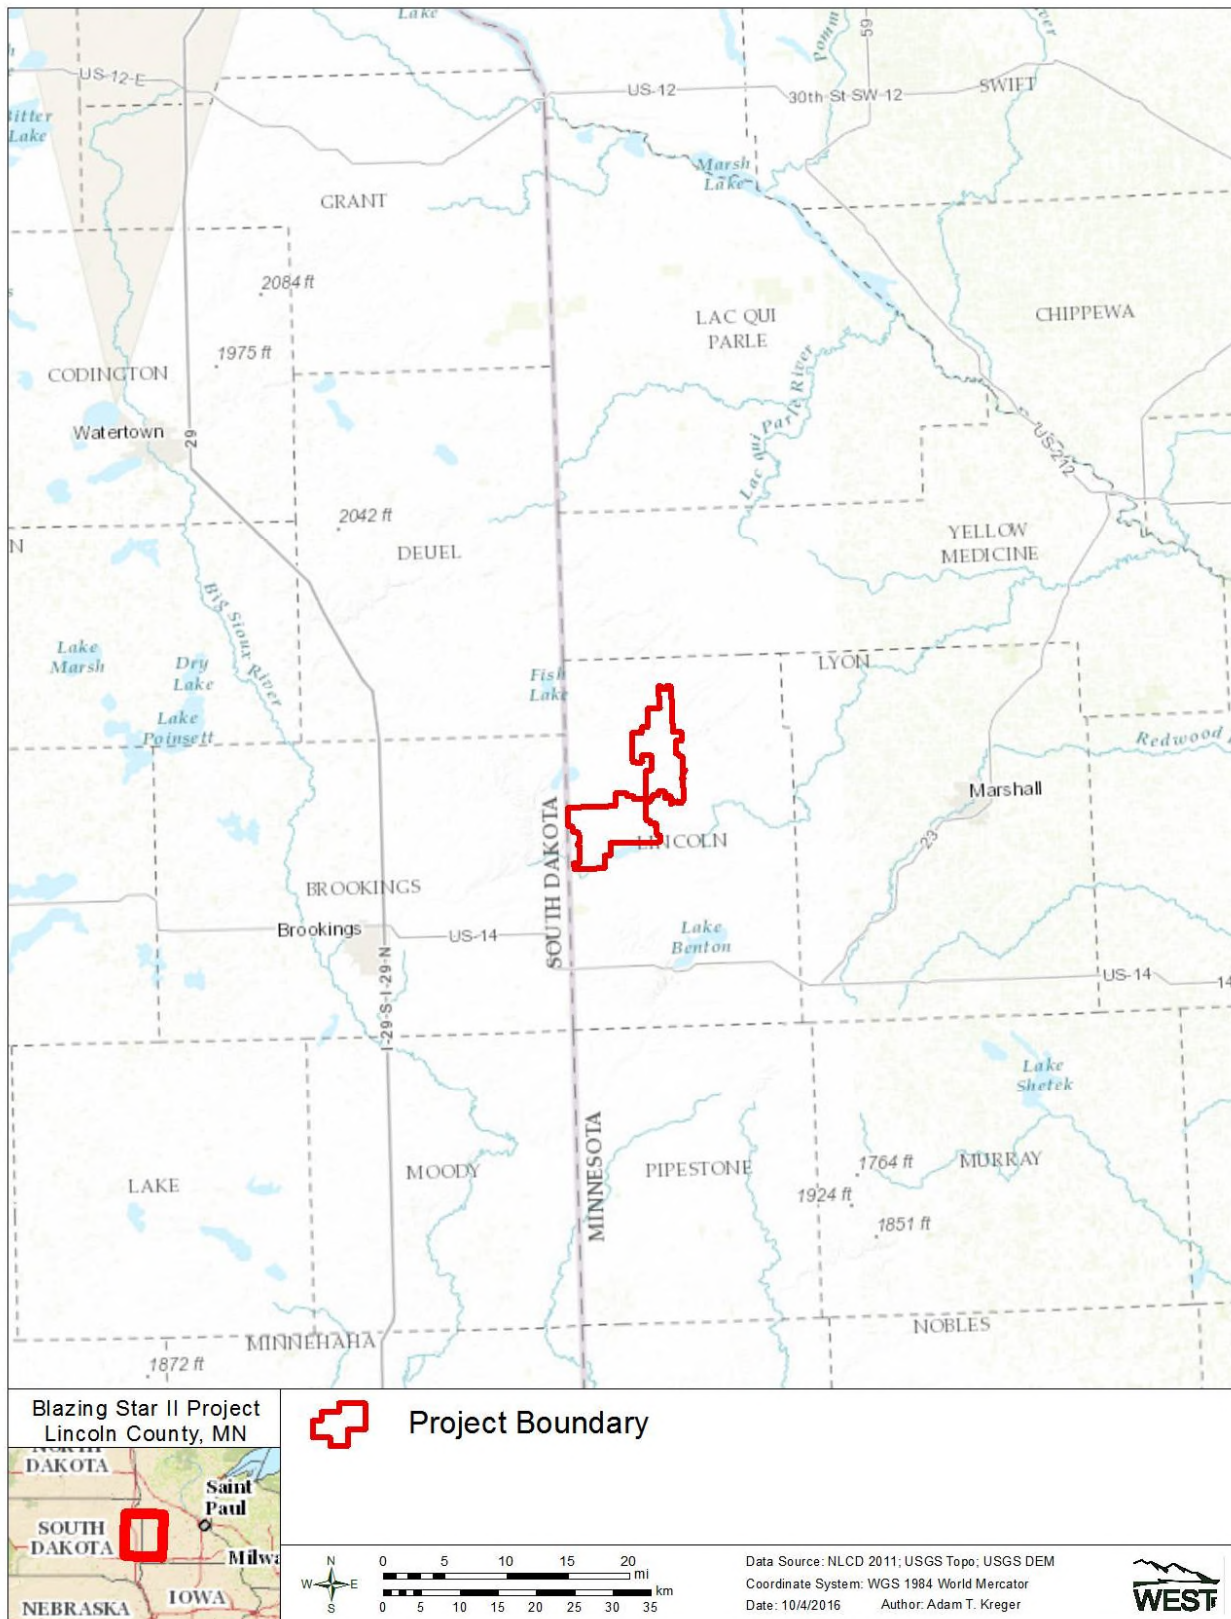 Lake
US-12-E
US-12
59
30th St SW-12
SWIFT
Bitter
Lake
Marsh
Lake
GRANT
2084 ft
LAC QUI
PARLE
CHIPPEWA
1975 ft
CODINGTON
Lac qui Parle River
Watertown
29
US-212
2042 ft
YELLOW
MEDICINE
N
DEUEL
Big Sioux River
Lake
Marsh
Dry
Lake
Fish
Lake
LYON
Lake
Poinsett
Redwood
Marshall
SOUTH DAKOTA
LINCOLN
23
BROOKINGS
Brookings
US-14
Lake
Benton
US-14
14
I-29-S-I-29-N
Lake
Shetek
MINNESOTA
LAKE
MOODY
PIPESTONE
1764 ft
MURRAY
1924 ft
1851 ft
NOBLES
MINNEHAHA
1872 ft
Blazing Star II Project
Lincoln County, MN
Project Boundary
NORTH
DAKOTA
Saint
Paul
SOUTH
DAKOTA
Milwa
IOWA
NEBRASKA
N
W E
S
0 5 10 15 20
mi
km
0 5 10 15 20 25 30 35
Data Source: NLCD 2011; USGS Topo; USGS DEM
Coordinate System: WGS 1984 World Mercator
Date: 10/4/2016 Author: Adam T. Kreger
WEST